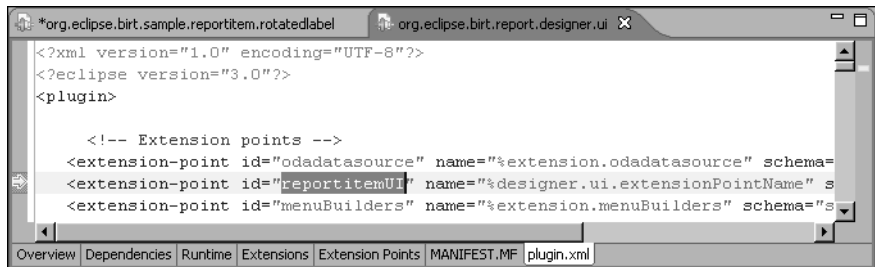 *org.eclipse.birt.sample.reportitem.rotatedlabel org.eclipse.birt.report.designer.ui
<?xml version="1.0" encoding="UTF-8"?>
<?eclipse version="3.0"?>
<plugin>
<!-- Extension points -->
<extension-point id="odadatasource" name="%extension.odadatasource" schema=
<extension-point id="reportitemUI" name="%designer.ui.extensionPointName" s
<extension-point id="menuBuilders" name="%extension.menuBuilders" schema="s
Overview Dependencies Runtime Extensions Extension Points MANIFEST.MF plugin.xml